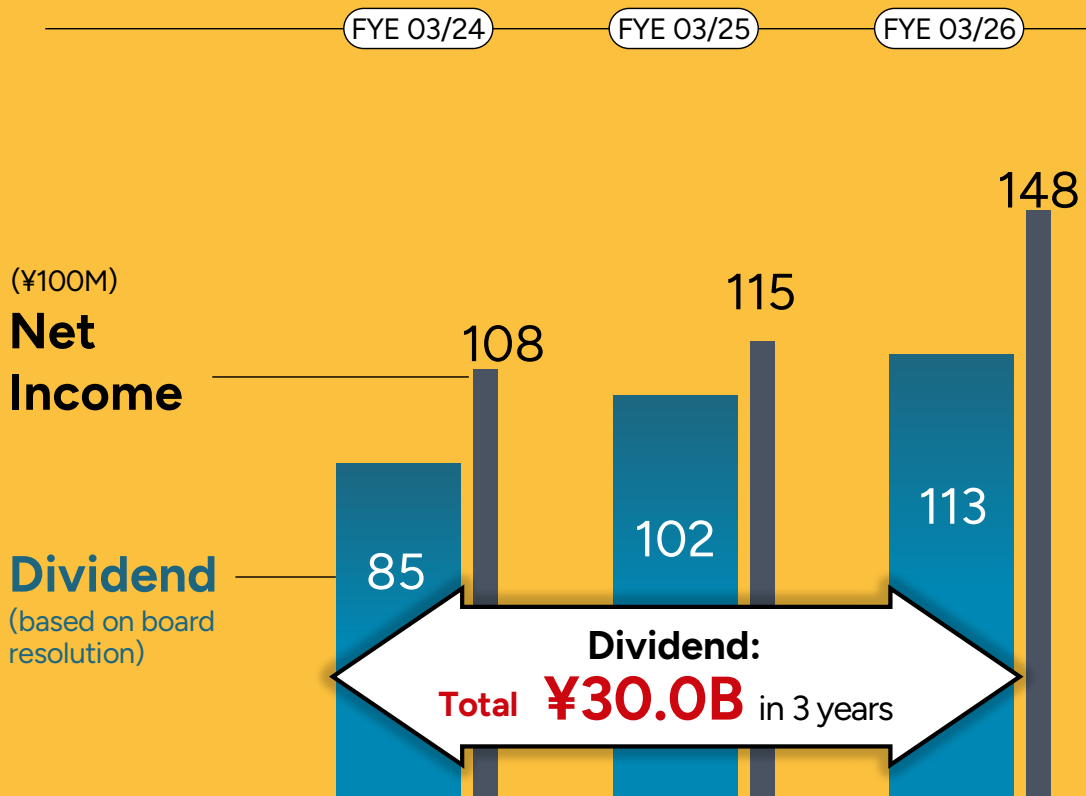 FYE 03/24 FYE 03/25 FYE 03/26
148
(¥100M)
115
Net
108
Income
113
102
85
Dividend
(based on board
resolution)
Dividend:
Total ¥30.0B in 3 years